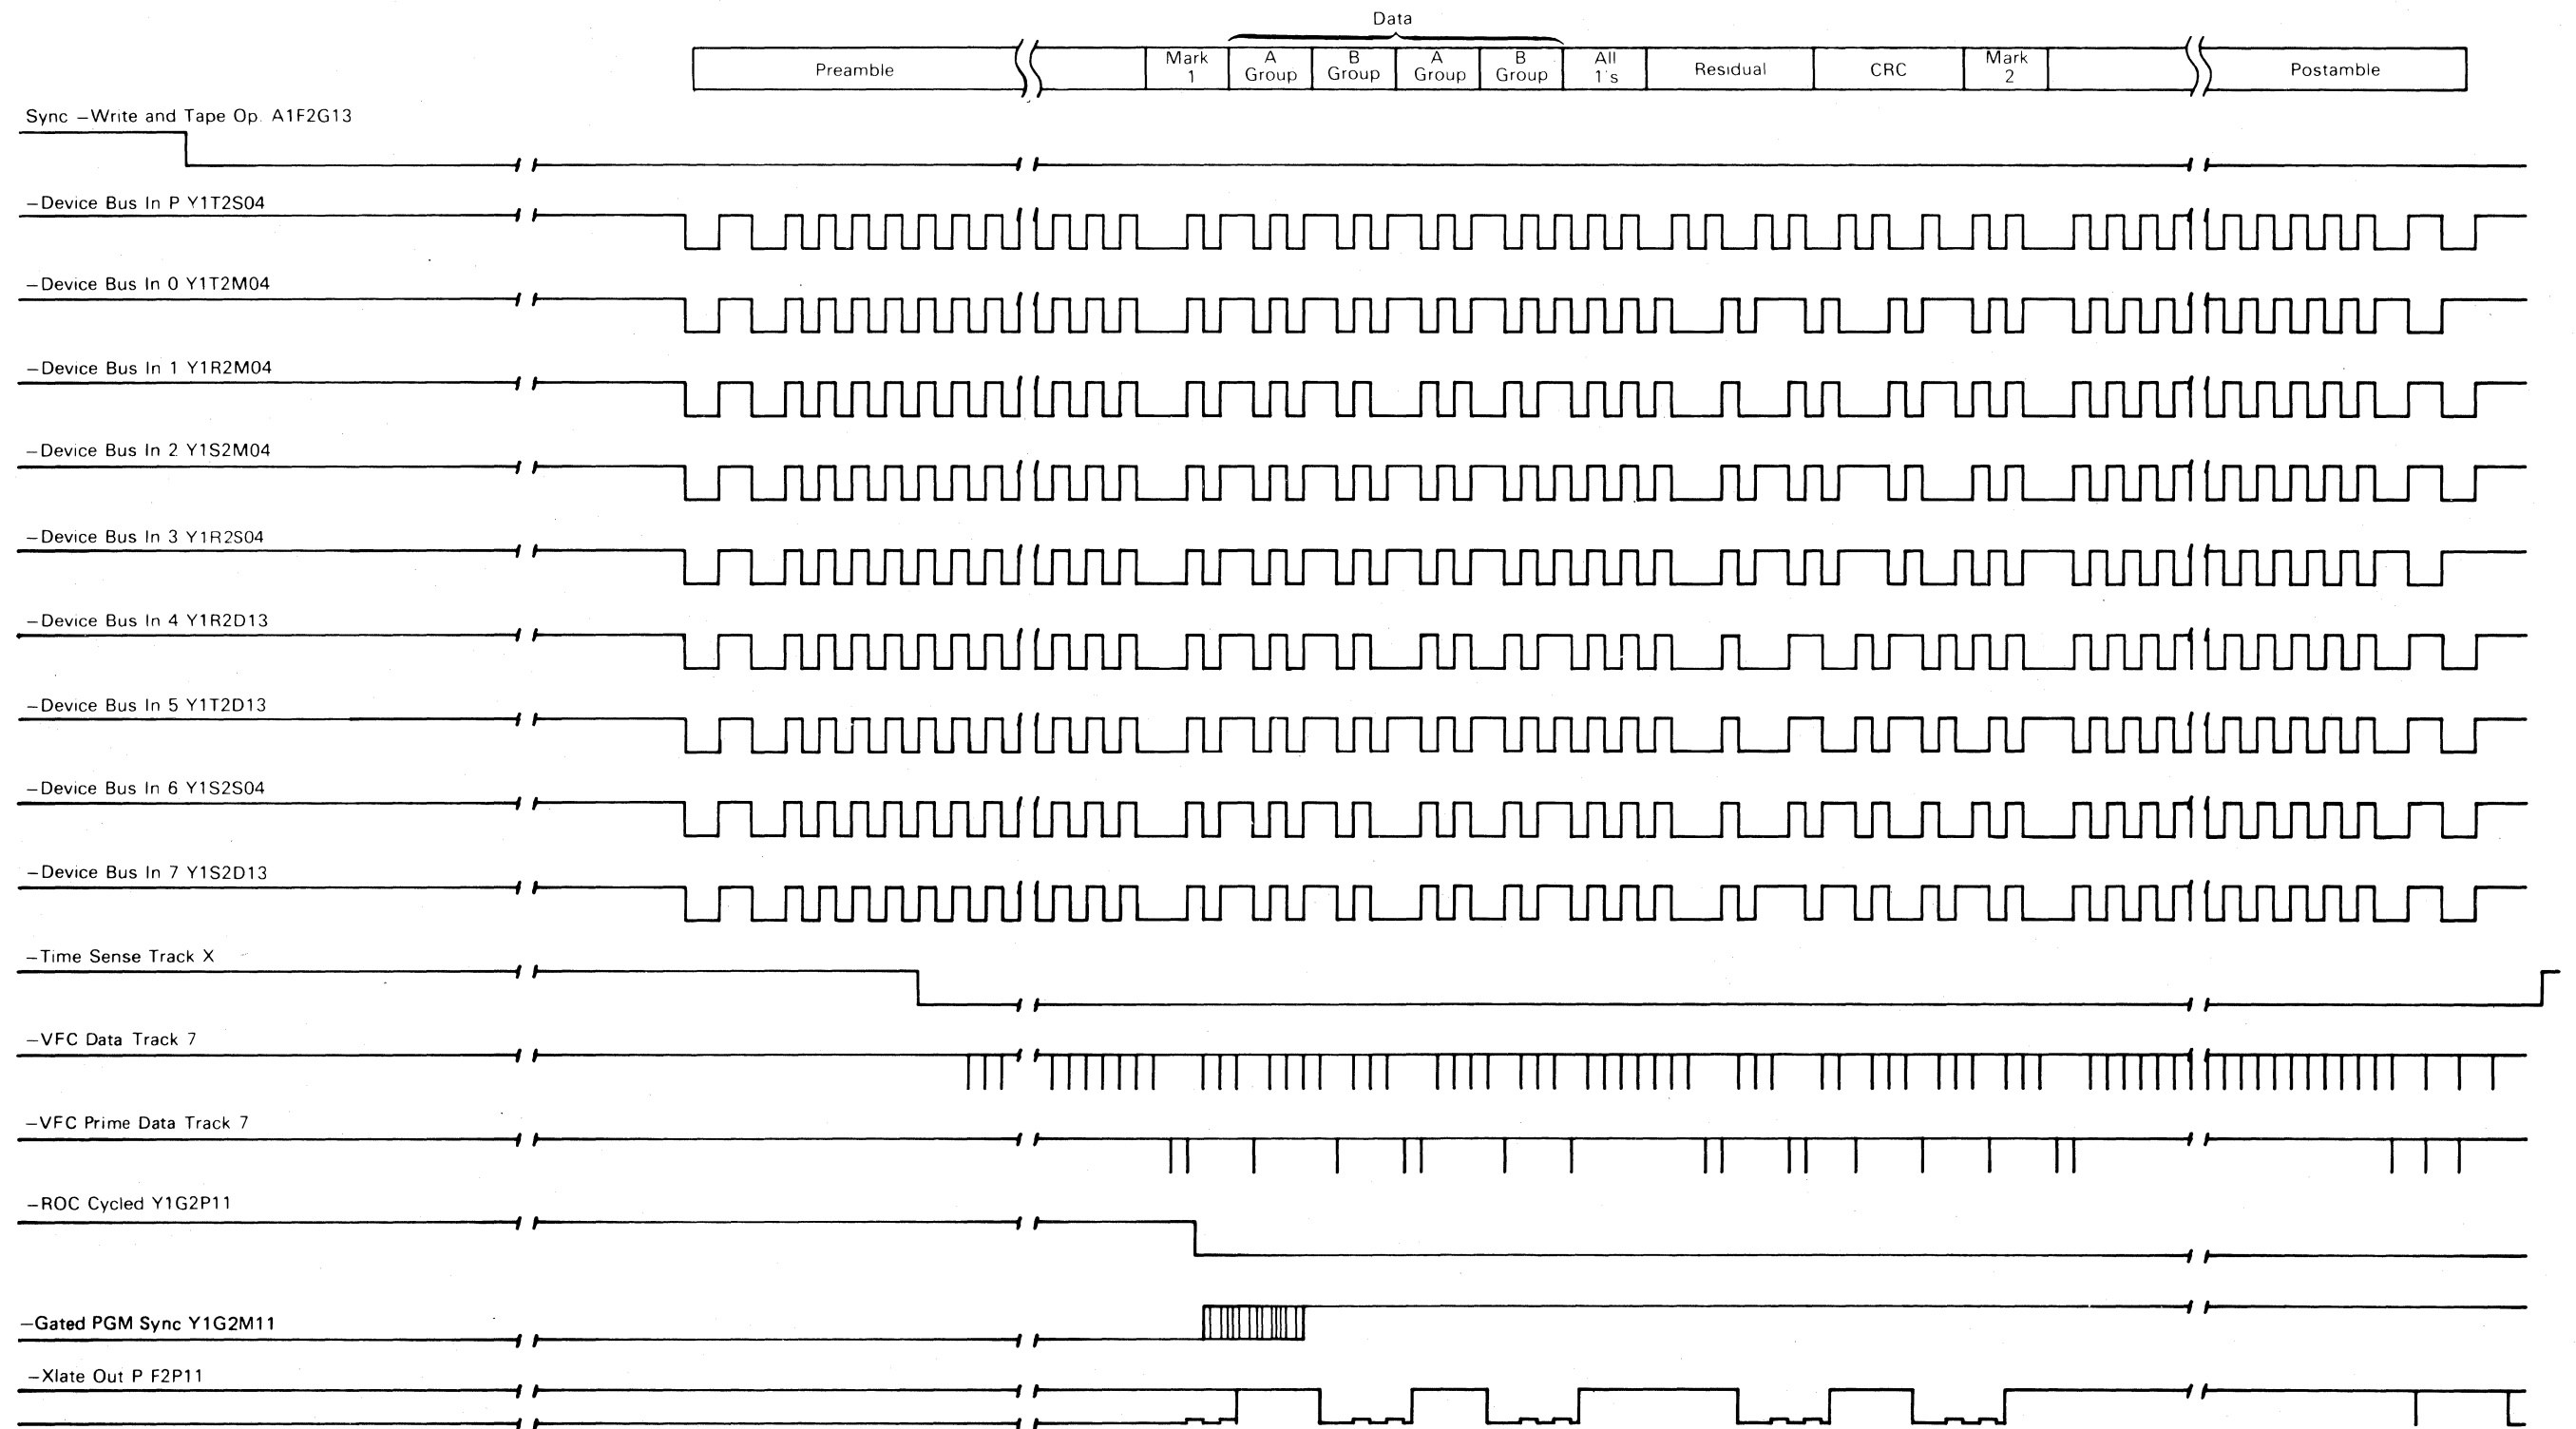 Data
Preamble
Mark 1
A Group
B Group
A Group
B Group
All 1's
Residual
CRC
Mark 2
Postamble
Sync –Write and Tape Op. A1F2G13
–Device Bus In P Y1T2S04
–Device Bus In 0 Y1T2M04
–Device Bus In 1 Y1R2M04
–Device Bus In 2 Y1S2M04
–Device Bus In 3 Y1R2S04
–Device Bus In 4 Y1R2D13
–Device Bus In 5 Y1T2D13
–Device Bus In 6 Y1S2S04
–Device Bus In 7 Y1S2D13
–Time Sense Track X
–VFC Data Track 7
–VFC Prime Data Track 7
–ROC Cycled Y1G2P11
–Gated PGM Sync Y1G2M11
–Xlate Out P F2P11